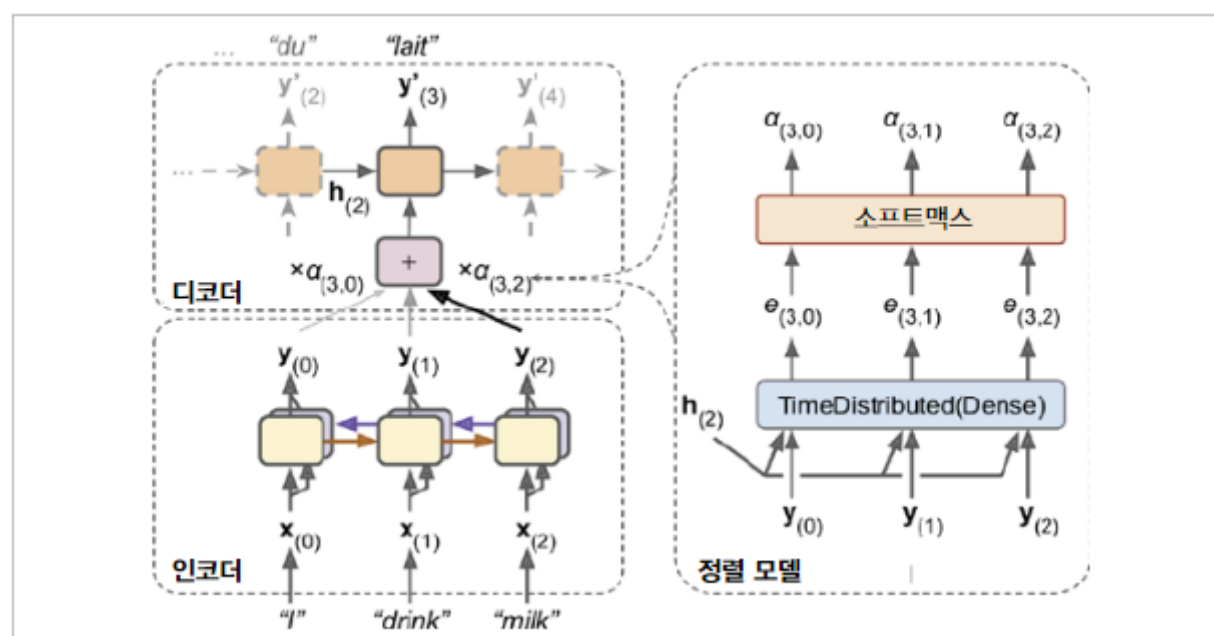 ... "du" "lait"
y'(2) y'(3) y'(4)
... h(2)
+
×α(3,0) ×α(3,2)
디코더
y(0) y(1) y(2)
x(0) x(1) x(2)
인코더
"I" "drink" "milk"
α(3,0) α(3,1) α(3,2)
소프트맥스
e(3,0) e(3,1) e(3,2)
TimeDistributed(Dense)
h(2)
y(0) y(1) y(2)
정렬 모델